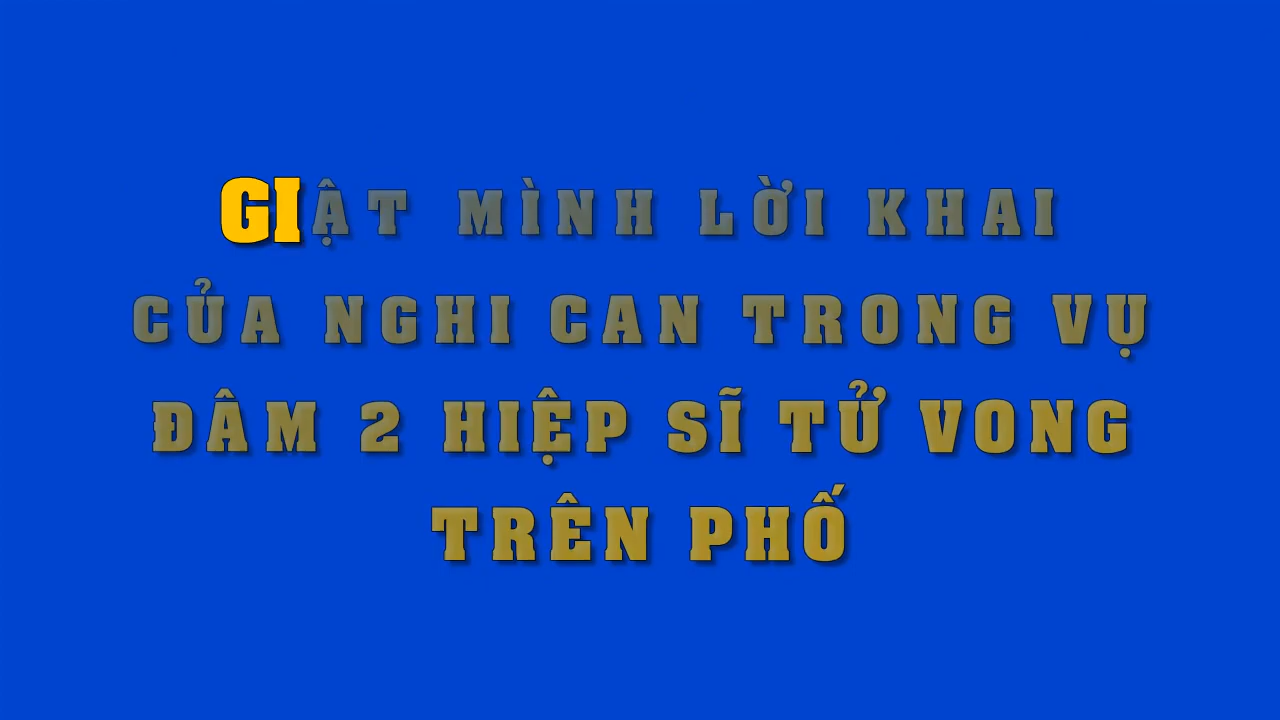 GIẬT MÌNH LỜI KHAI
CỦA NGHI CAN TRONG VỤ
ĐÂM 2 HIỆP SĨ TỬ VONG
TRÊN PHỐ